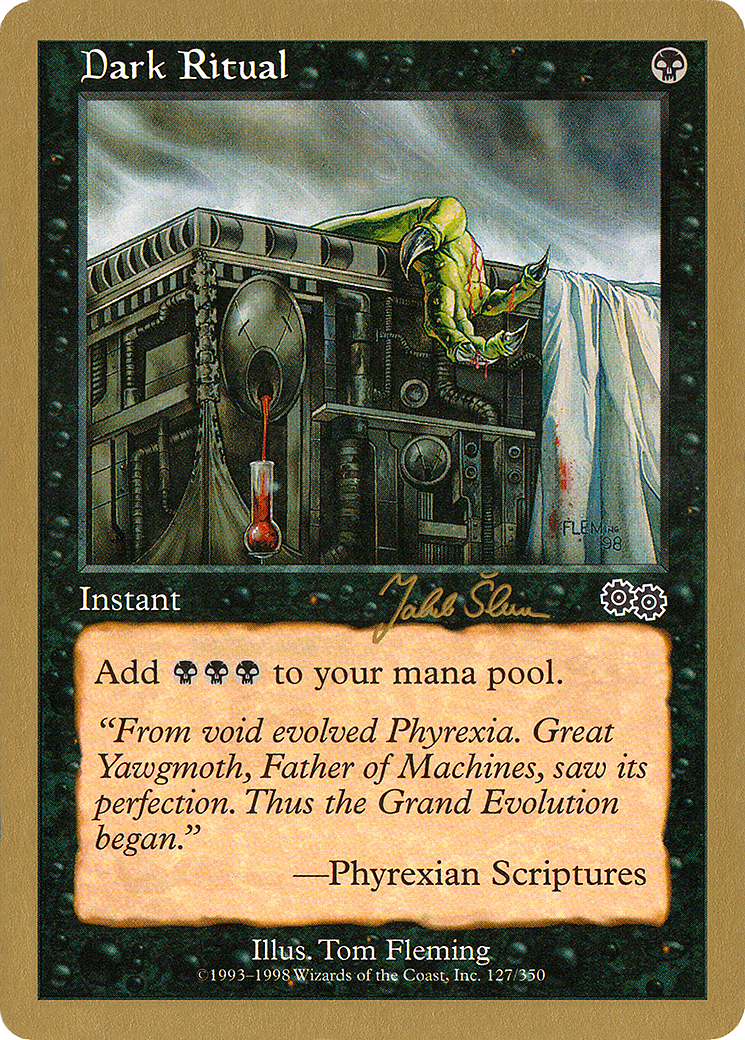 Dark Ritual
FLEMING
98
Instant
Jakub Šlemr
Add to your mana pool.
“From void evolved Phyrexia. Great
Yawgmoth, Father of Machines, saw its
perfection. Thus the Grand Evolution
began.”
—Phyrexian Scriptures
Illus. Tom Fleming
©1993–1998 Wizards of the Coast, Inc. 127/350